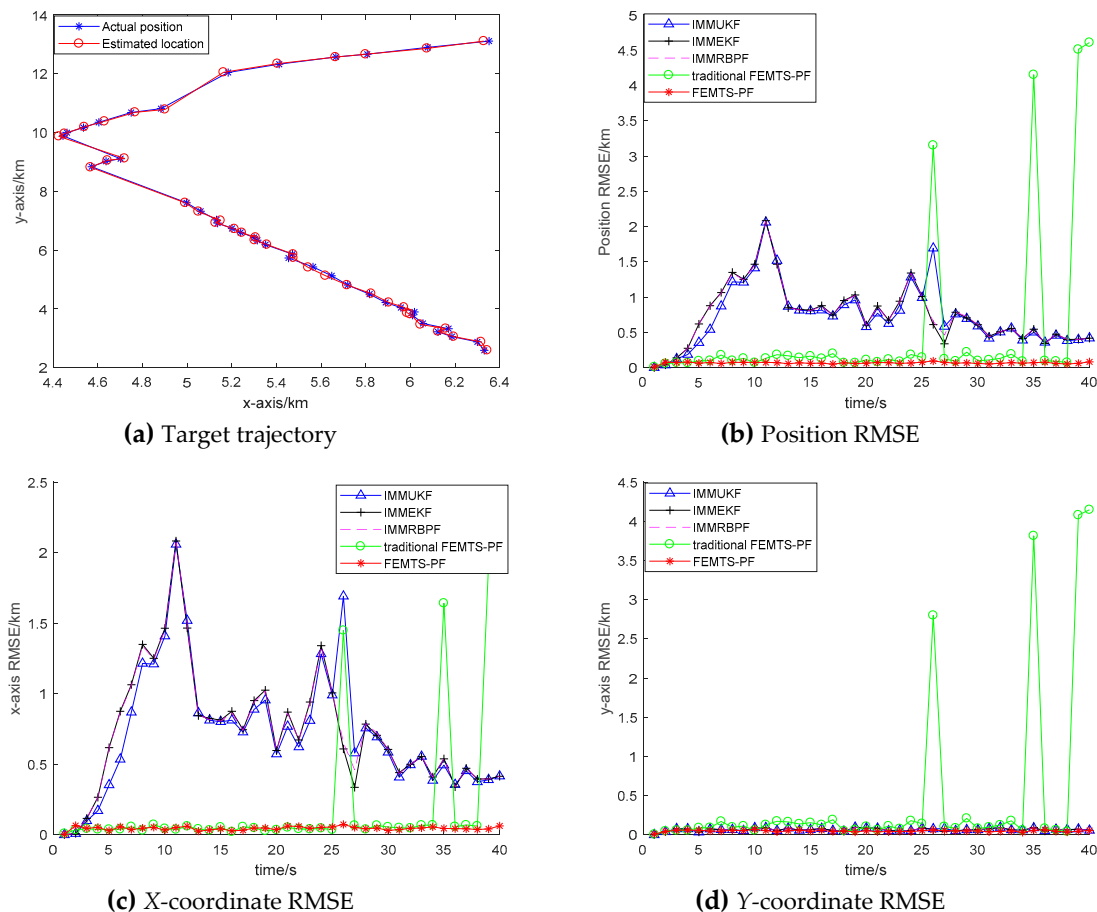 Actual position
Estimated location
14
12
10
8
6
4
2
y-axis/km
4.4 4.6 4.8 5 5.2 5.4 5.6 5.8 6 6.2 6.4
x-axis/km
(a) Target trajectory
IMMUKF
IMMEKF
IMMRBPF
traditional FEMTS-PF
FEMTS-PF
5
4.5
4
3.5
3
2.5
2
1.5
1
0.5
0
Position RMSE/km
0 5 10 15 20 25 30 35 40
time/s
(b) Position RMSE
IMMUKF
IMMEKF
IMMRBPF
traditional FEMTS-PF
FEMTS-PF
2.5
2
1.5
1
0.5
0
x-axis RMSE/km
0 5 10 15 20 25 30 35 40
time/s
(c) X-coordinate RMSE
IMMUKF
IMMEKF
IMMRBPF
traditional FEMTS-PF
FEMTS-PF
4.5
4
3.5
3
2.5
2
1.5
1
0.5
0
y-axis RMSE/km
0 5 10 15 20 25 30 35 40
time/s
(d) Y-coordinate RMSE